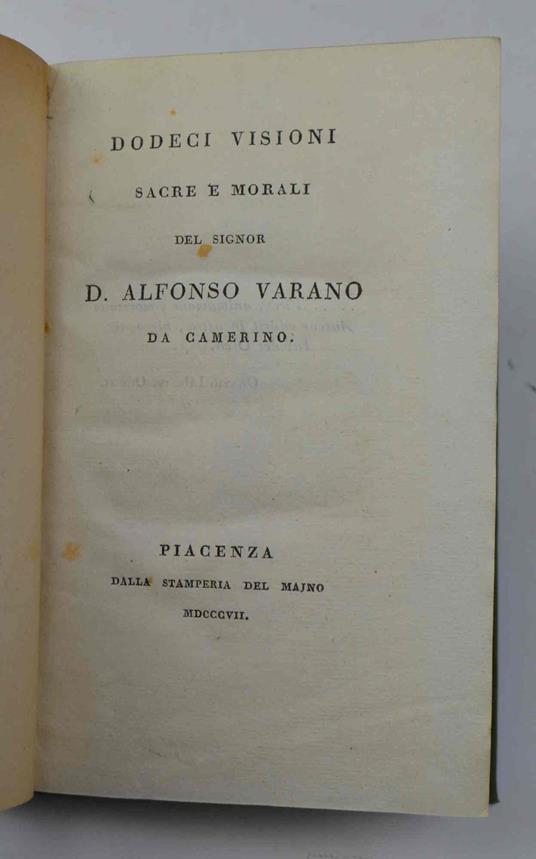 DODECI VISIONI
SACRE E MORALI
DEL SIGNOR
D. ALFONSO VARANO
DA CAMERINO.
PIACENZA
DALLA STAMPERIA DEL MAJNO
MDCCCVII.